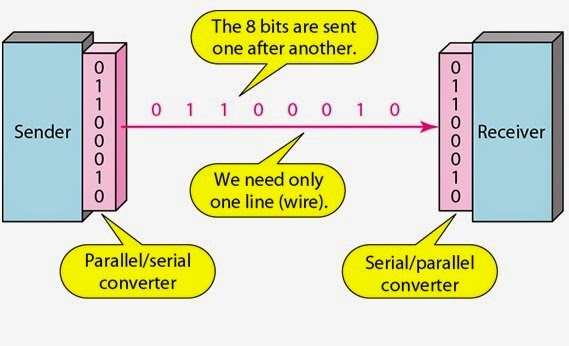 The 8 bits are sent
one after another.
0 1 1 0 0 0 1 0
Sender
0
1
1
0
0
0
1
0
0
1
1
0
0
0
1
0
Receiver
We need only
one line (wire).
Parallel/serial
converter
Serial/parallel
converter